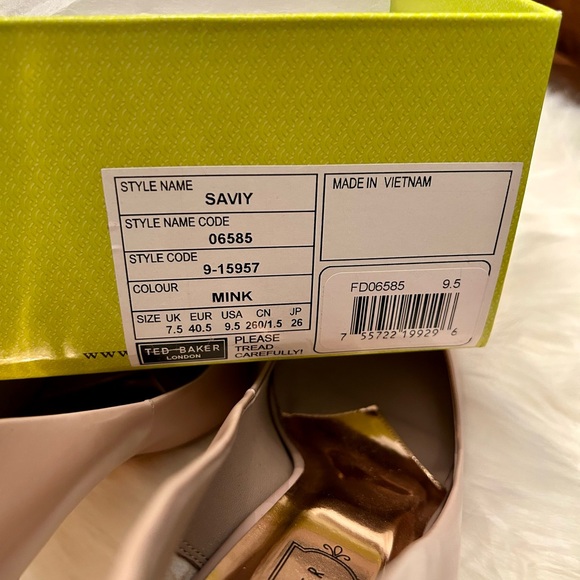 STYLE NAME
SAVIY
STYLE NAME CODE
06585
STYLE CODE
9-15957
COLOUR
MINK
SIZE UK EUR USA CN JP
7.5 40.5 9.5 260/1.5 26
TED BAKER
LONDON
PLEASE
TREAD
CAREFULLY!
MADE IN VIETNAM
FD06585 9.5
7 55722 19929 6
www.